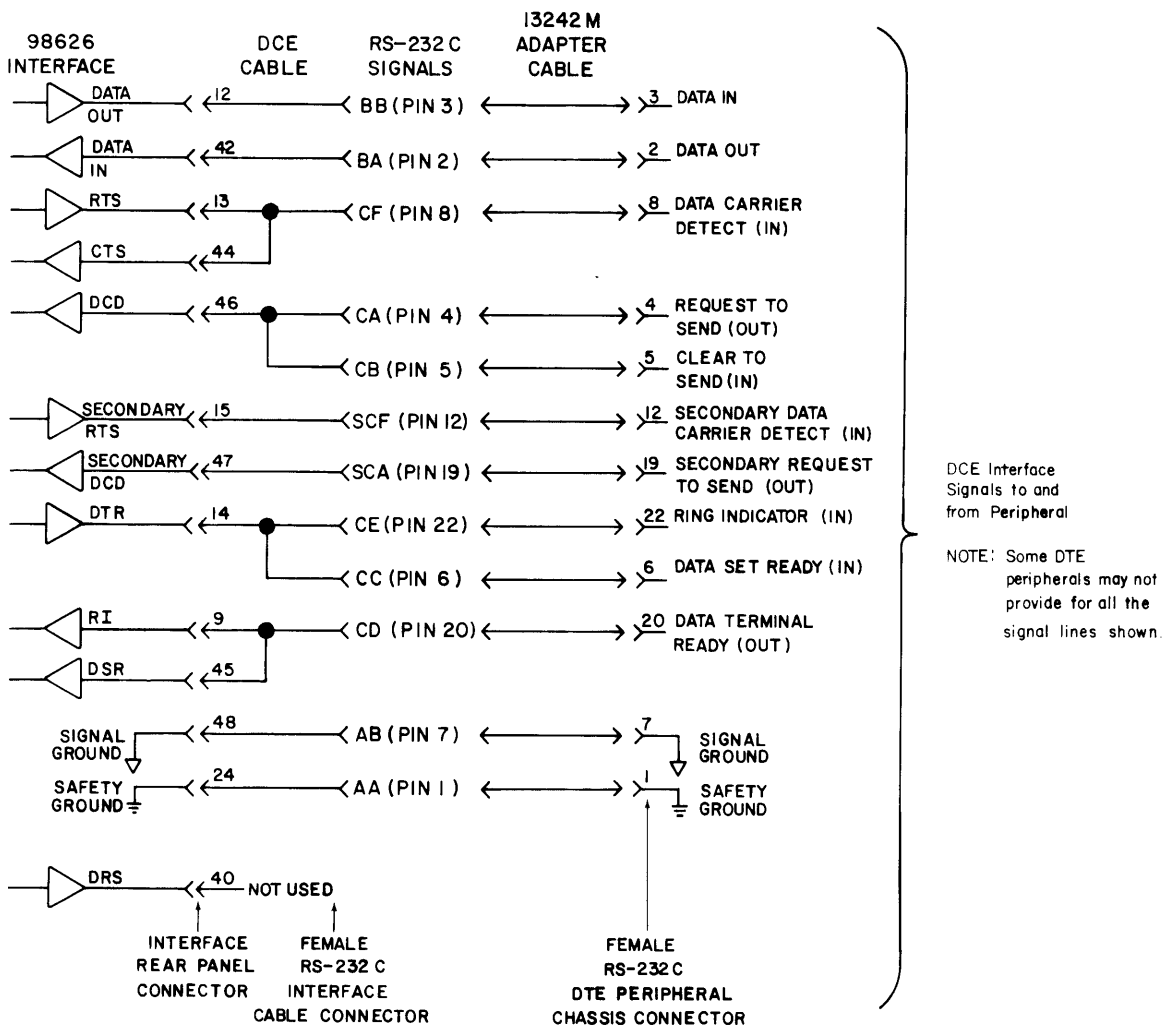 98626
INTERFACE
DCE
CABLE
RS-232C
SIGNALS
13242M
ADAPTER
CABLE
DATA
OUT
12
BB (PIN 3)
3
DATA IN
DATA
IN
42
BA (PIN 2)
2
DATA OUT
RTS
13
CF (PIN 8)
8
DATA CARRIER
DETECT (IN)
CTS
44
DCD
46
CA (PIN 4)
4
REQUEST TO
SEND (OUT)
CB (PIN 5)
5
CLEAR TO
SEND (IN)
SECONDARY
RTS
15
SCF (PIN 12)
12
SECONDARY DATA
CARRIER DETECT (IN)
SECONDARY
DCD
47
SCA (PIN 19)
19
SECONDARY REQUEST
TO SEND (OUT)
DTR
14
CE (PIN 22)
22
RING INDICATOR (IN)
CC (PIN 6)
6
DATA SET READY (IN)
RI
9
CD (PIN 20)
20
DATA TERMINAL
READY (OUT)
DSR
45
SIGNAL
GROUND
48
AB (PIN 7)
7
SIGNAL
GROUND
SAFETY
GROUND
24
AA (PIN 1)
1
SAFETY
GROUND
DRS
40
NOT USED
INTERFACE
REAR PANEL
CONNECTOR
FEMALE
RS-232C
INTERFACE
CABLE CONNECTOR
FEMALE
RS-232C
DTE PERIPHERAL
CHASSIS CONNECTOR
DCE Interface
Signals to and
from Peripheral
NOTE: Some DTE
peripherals may not
provide for all the
signal lines shown.